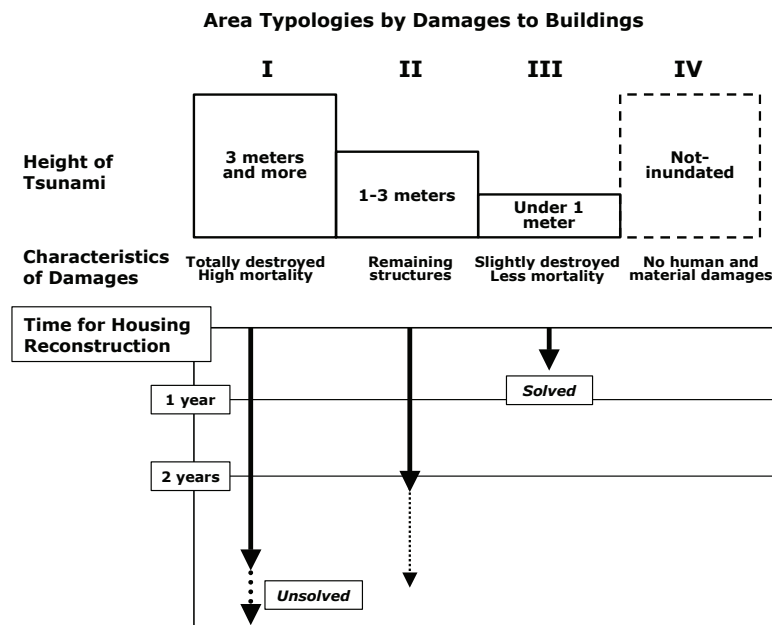 Area Typologies by Damages to Buildings
I
II
III
IV
Height of
Tsunami
3 meters
and more
1-3 meters
Under 1
meter
Not-
inundated
Characteristics
of Damages
Totally destroyed
High mortality
Remaining
structures
Slightly destroyed
Less mortality
No human and
material damages
Time for Housing
Reconstruction
1 year
Solved
2 years
Unsolved